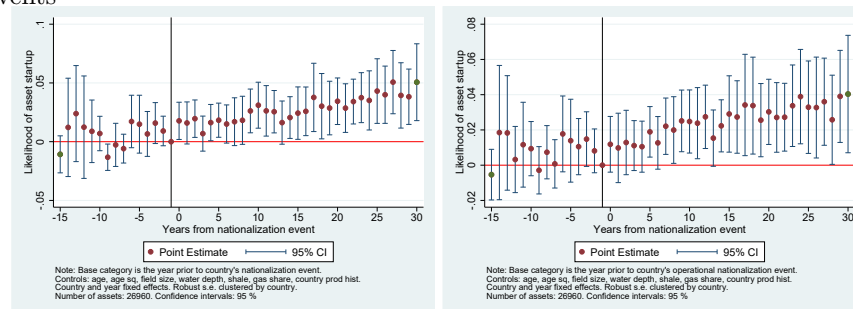 vents
.1
.05
0
-.05
Likelihood of asset startup
-15 -10 -5 0 5 10 15 20 25 30
Years from nationalization event
Point Estimate 95% CI
Note: Base category is the year prior to country's nationalization event.
Controls: age, age sq, field size, water depth, shale, gas share, country prod hist.
Country and year fixed effects. Robust s.e. clustered by country.
Number of assets: 26960. Confidence intervals: 95 %
.08
.06
.04
.02
0
-.02
Likelihood of asset startup
-15 -10 -5 0 5 10 15 20 25 30
Years from nationalization event
Point Estimate 95% CI
Note: Base category is the year prior to country's operational nationalization event.
Controls: age, age sq, field size, water depth, shale, gas share, country prod hist.
Country and year fixed effects. Robust s.e. clustered by country.
Number of assets: 26960. Confidence intervals: 95 %